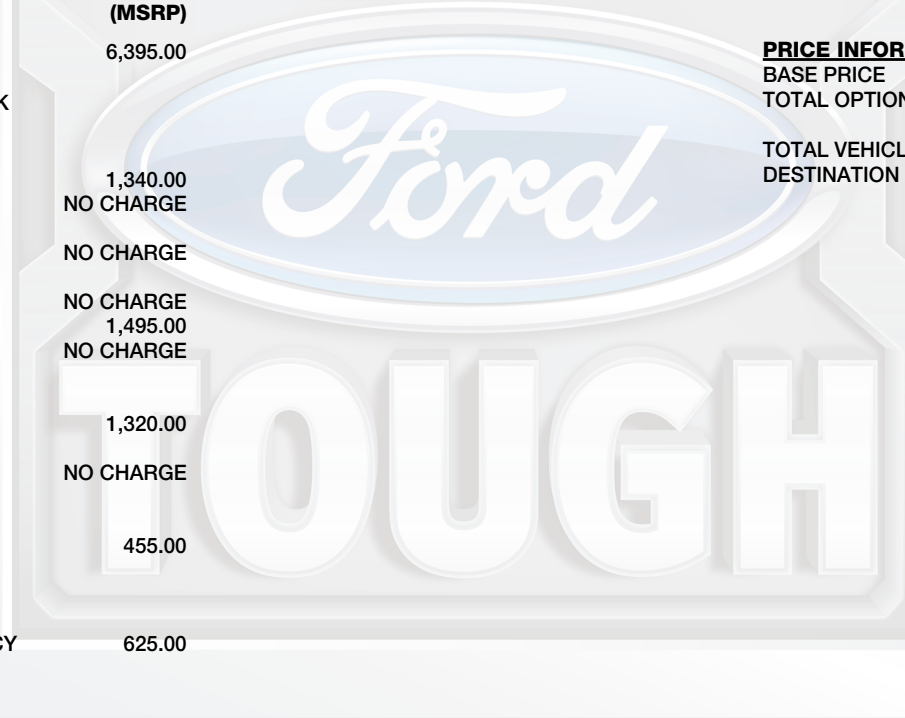 (MSRP)
6,395.00
K
1,340.00
NO CHARGE
NO CHARGE
NO CHARGE
1,495.00
NO CHARGE
1,320.00
NO CHARGE
455.00
CY 625.00
PRICE INFOR
BASE PRICE
TOTAL OPTION
TOTAL VEHICL
DESTINATION
Ford
TOUGH